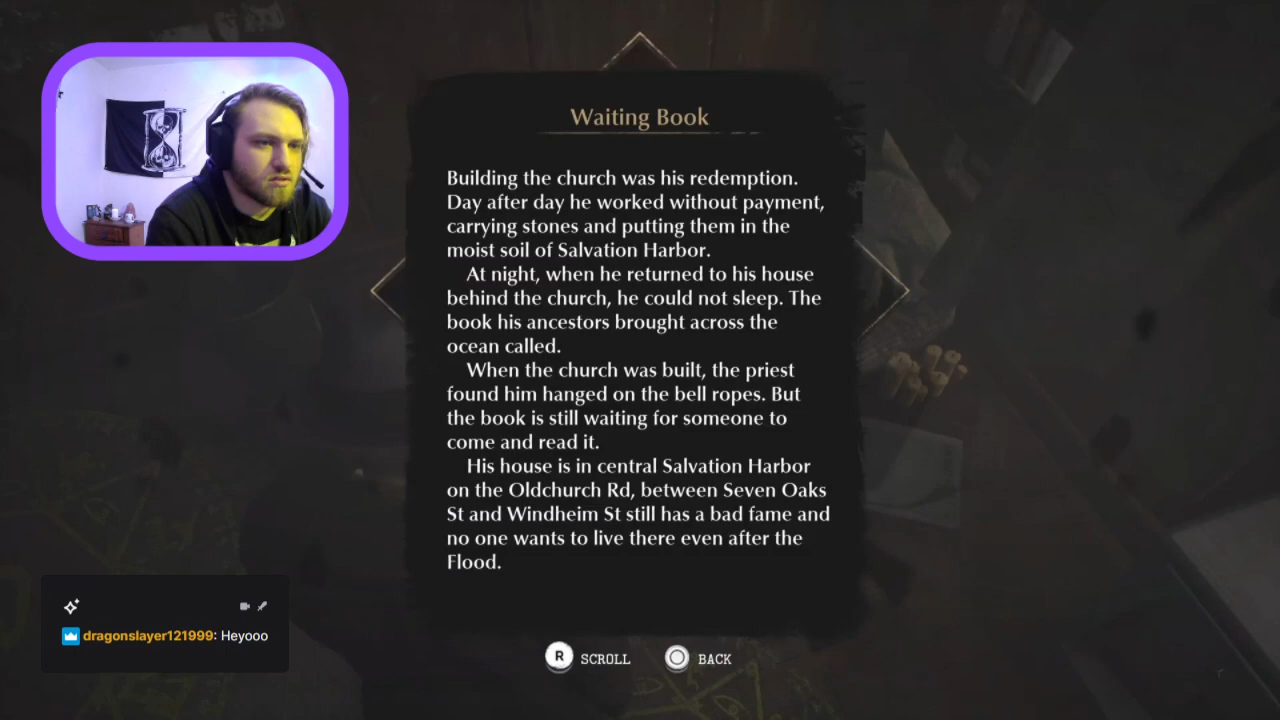 Waiting Book
Building the church was his redemption.
Day after day he worked without payment,
carrying stones and putting them in the
moist soil of Salvation Harbor.
At night, when he returned to his house
behind the church, he could not sleep. The
book his ancestors brought across the
ocean called.
When the church was built, the priest
found him hanged on the bell ropes. But
the book is still waiting for someone to
come and read it.
His house is in central Salvation Harbor
on the Oldchurch Rd, between Seven Oaks
St and Windheim St still has a bad fame and
no one wants to live there even after the
Flood.
dragonslayer121999: Heyooo
R SCROLL BACK